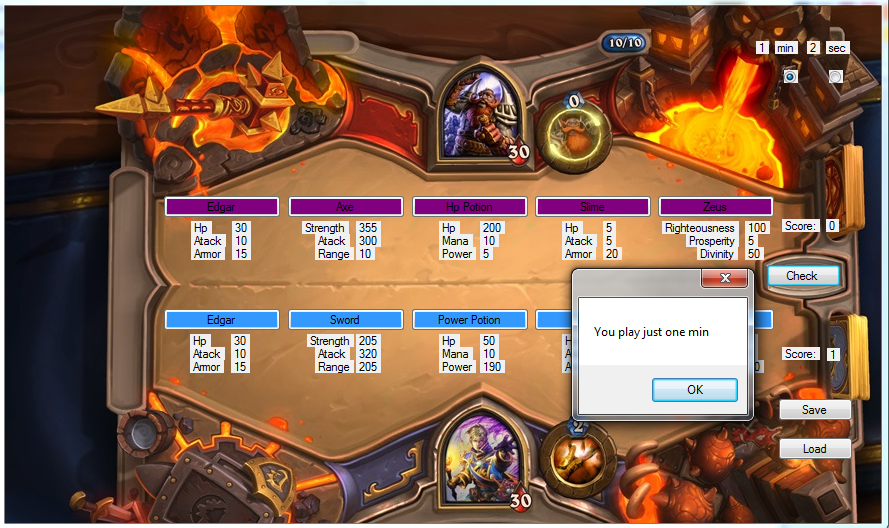 10/10
1 min 2 sec
0
30
Edgar Axe Hp Potion Slime Zeus
Hp 30 Strength 355 Hp 200 Hp 5 Righteousness 100 Score: 0
Atack 10 Atack 300 Mana 10 Atack 5 Prosperity 5
Armor 15 Range 10 Power 5 Armor 20 Divinity 50
Check
You play just one min
OK
Edgar Sword Power Potion
Hp 30 Strength 205 Hp 50
Atack 10 Atack 320 Mana 10
Armor 15 Range 205 Power 190
Score: 1
Save
Load
2
30